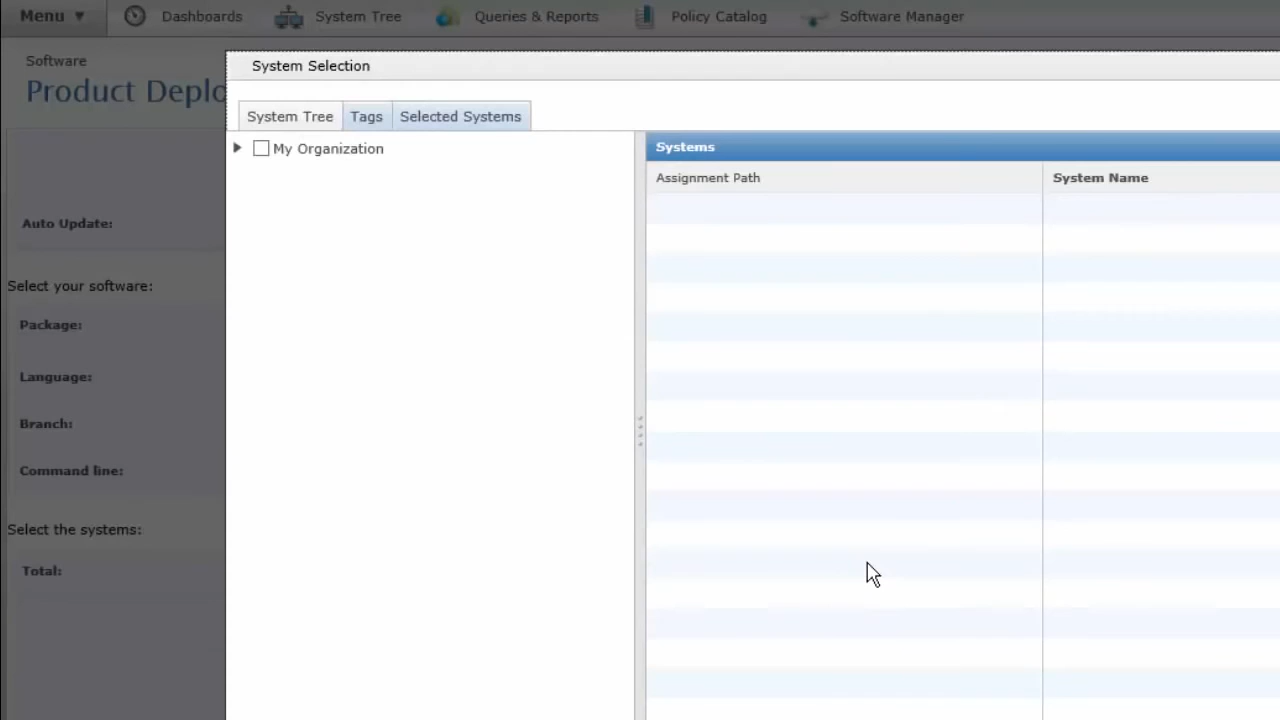 Menu ▼ Dashboards System Tree Queries & Reports Policy Catalog Software Manager
Software
Product Deplo
System Selection
System Tree Tags Selected Systems
My Organization
Systems
Assignment Path System Name
Auto Update:
Select your software:
Package:
Language:
Branch:
Command line:
Select the systems:
Total: